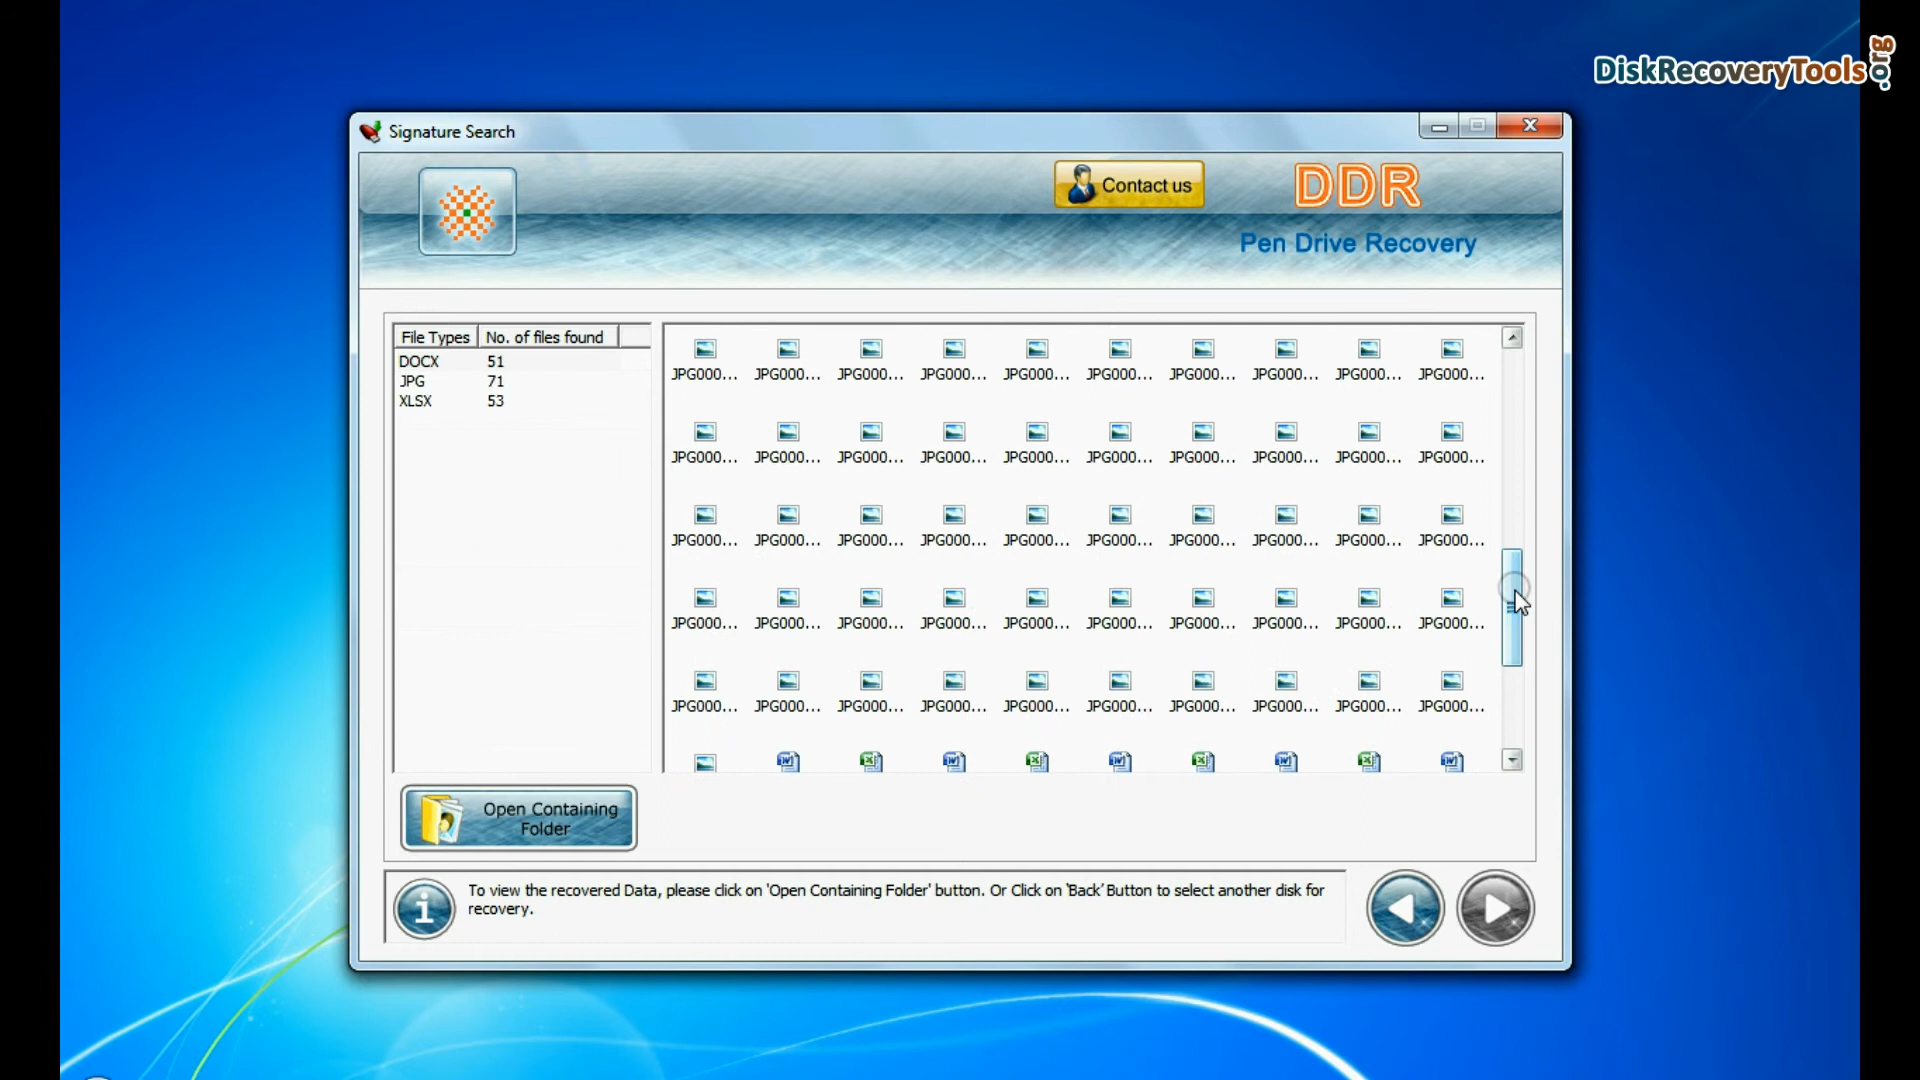 DiskRecoveryTools.org
Signature Search
Contact us
DDR
Pen Drive Recovery
File Types No. of files found
DOCX 51
JPG 71
XLSX 53
JPG000... JPG000... JPG000... JPG000... JPG000... JPG000... JPG000... JPG000... JPG000... JPG000...
JPG000... JPG000... JPG000... JPG000... JPG000... JPG000... JPG000... JPG000... JPG000... JPG000...
JPG000... JPG000... JPG000... JPG000... JPG000... JPG000... JPG000... JPG000... JPG000... JPG000...
JPG000... JPG000... JPG000... JPG000... JPG000... JPG000... JPG000... JPG000... JPG000... JPG000...
JPG000... JPG000... JPG000... JPG000... JPG000... JPG000... JPG000... JPG000... JPG000... JPG000...
Open Containing
Folder
To view the recovered Data, please click on 'Open Containing Folder' button. Or Click on 'Back' Button to select another disk for
recovery.